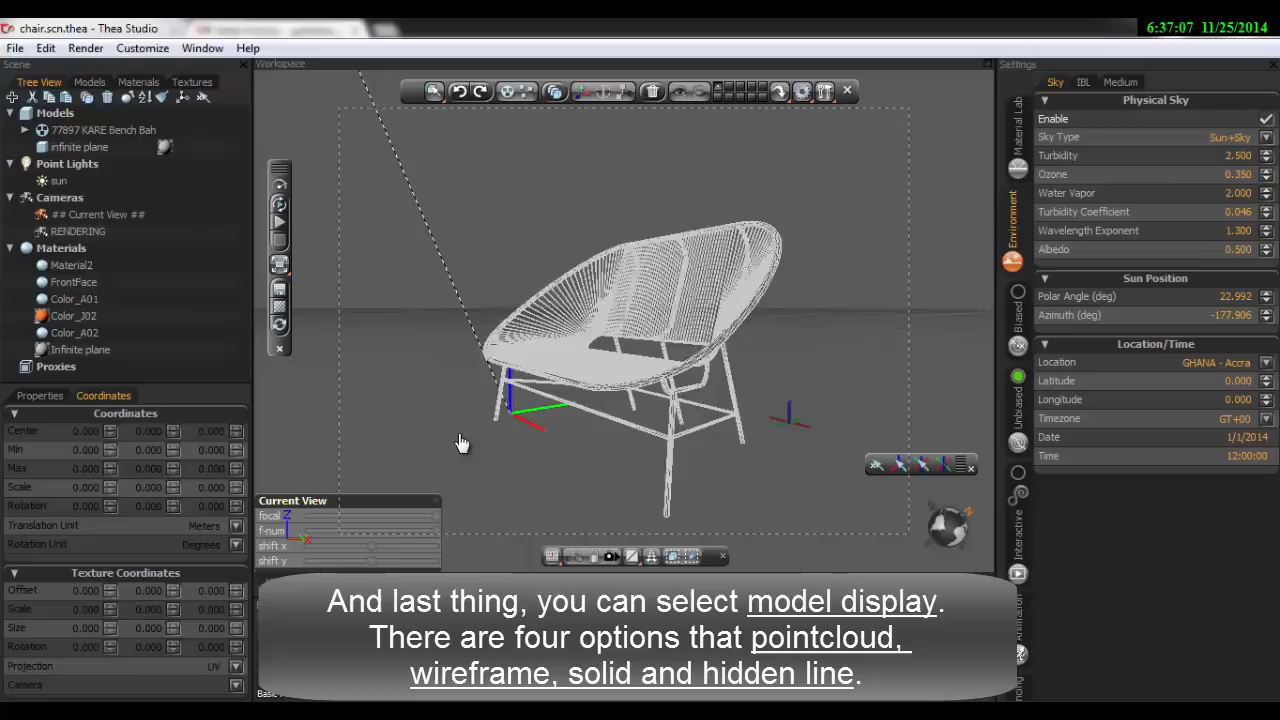 chair.scn.thea - Thea Studio
6:37:07 11/25/2014
File Edit Render Customize Window Help
Scene
Workspace
Settings
Tree View Models Materials Textures
Models
77897 KARE Bench Bah
infinite plane
Point Lights
sun
Cameras
## Current View ##
RENDERING
Materials
Material2
FrontFace
Color_A01
Color_J02
Color_A02
Infinite plane
Proxies
Properties Coordinates
Coordinates
Center 0.000 0.000 0.000
Min 0.000 0.000 0.000
Max 0.000 0.000 0.000
Scale 0.000 0.000 0.000
Rotation 0.000 0.000 0.000
Translation Unit Meters
Rotation Unit Degrees
Texture Coordinates
Offset 0.000 0.000 0.000
Scale 0.000 0.000 0.000
Size 0.000 0.000 0.000
Rotation 0.000 0.000 0.000
Projection UV
Camera
Current View
focal
f-num
shift x
shift y
Z
X
N
And last thing, you can select model display.
There are four options that pointcloud,
wireframe, solid and hidden line.
Material Lab
Environment
Biased
Unbiased
Interactive
Sky IBL Medium
Physical Sky
Enable
Sky Type Sun+Sky
Turbidity 2.500
Ozone 0.350
Water Vapor 2.000
Turbidity Coefficient 0.046
Wavelength Exponent 1.300
Albedo 0.500
Sun Position
Polar Angle (deg) 22.992
Azimuth (deg) -177.906
Location/Time
Location GHANA - Accra
Latitude 0.000
Longitude 0.000
Timezone GT+00
Date 1/1/2014
Time 12:00:00